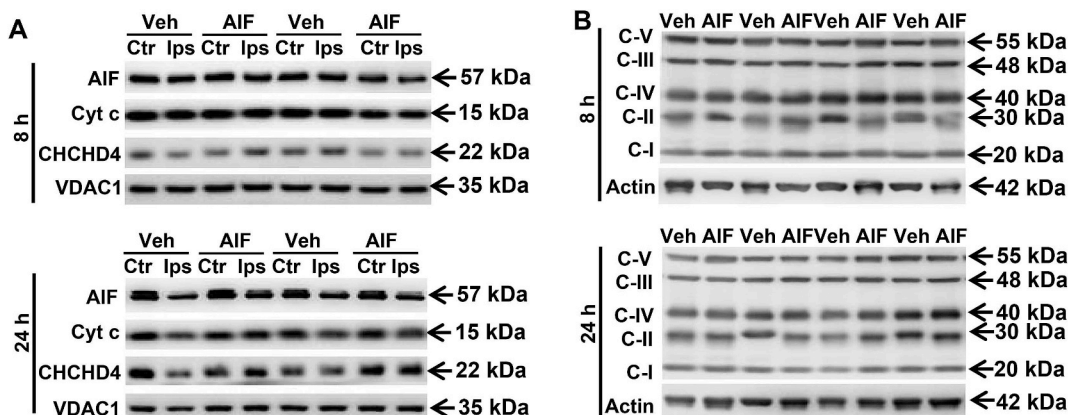 A
Veh AIF Veh AIF
Ctr Ips Ctr Ips Ctr Ips Ctr Ips
8 h
AIF 57 kDa
Cyt c 15 kDa
CHCHD4 22 kDa
VDAC1 35 kDa
Veh AIF Veh AIF
Ctr Ips Ctr Ips Ctr Ips Ctr Ips
24 h
AIF 57 kDa
Cyt c 15 kDa
CHCHD4 22 kDa
VDAC1 35 kDa
B
Veh AIF Veh AIF Veh AIF Veh AIF
8 h
C-V 55 kDa
C-III 48 kDa
C-IV 40 kDa
C-II 30 kDa
C-I 20 kDa
Actin 42 kDa
Veh AIF Veh AIF Veh AIF Veh AIF
24 h
C-V 55 kDa
C-III 48 kDa
C-IV 40 kDa
C-II 30 kDa
C-I 20 kDa
Actin 42 kDa